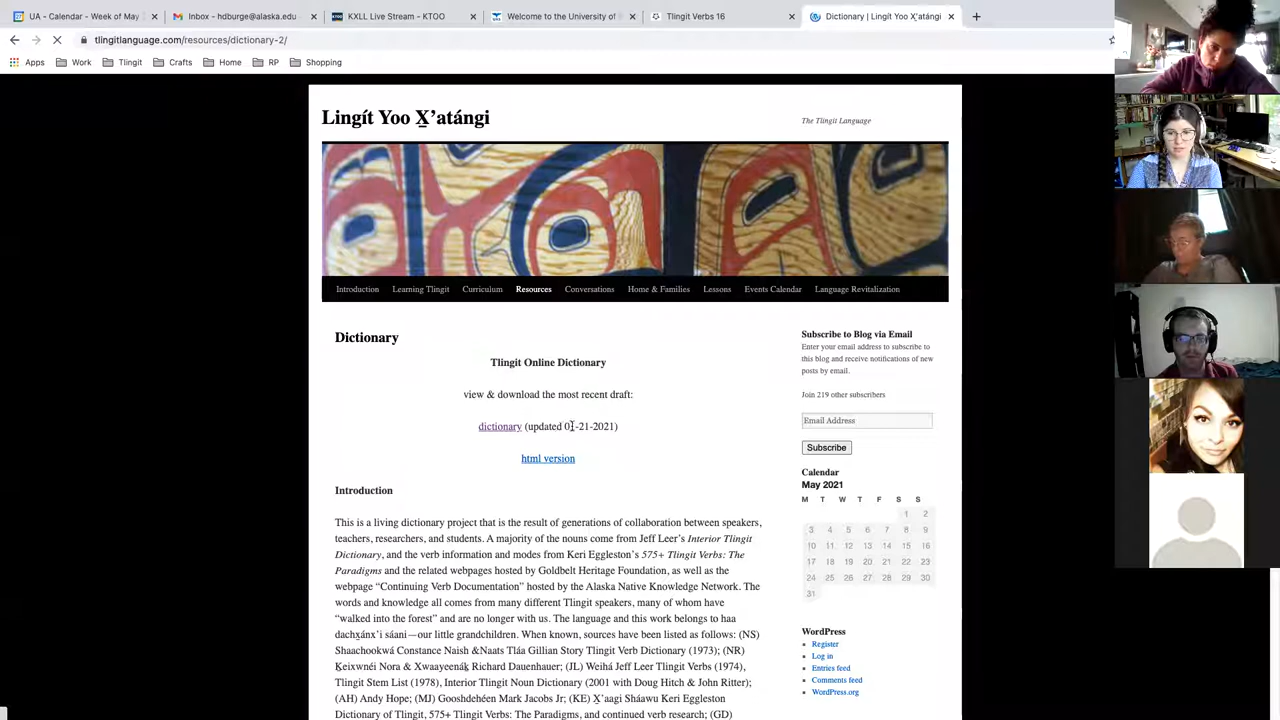 UA - Calendar - Week of May
Inbox - hdburge@alaska.edu
KXLL Live Stream - KTOO
Welcome to the University of
Tlingit Verbs 16
Dictionary | Lingít Yoo X̲ʼatángi
tlingitlanguage.com/resources/dictionary-2/
Apps Work Tlingit Crafts Home RP Shopping
Lingít Yoo X̲’atángi
The Tlingit Language
Introduction Learning Tlingit Curriculum Resources Conversations Home & Families Lessons Events Calendar Language Revitalization
Dictionary
Tlingit Online Dictionary
view & download the most recent draft:
dictionary (updated 01-21-2021)
html version
Introduction
This is a living dictionary project that is the result of generations of collaboration between speakers,
teachers, researchers, and students. A majority of the nouns come from Jeff Leer’s Interior Tlingit
Dictionary, and the verb information and modes from Keri Eggleston’s 575+ Tlingit Verbs: The
Paradigms and the related webpages hosted by Goldbelt Heritage Foundation, as well as the
webpage “Continuing Verb Documentation” hosted by the Alaska Native Knowledge Network. The
words and knowledge all comes from many different Tlingit speakers, many of whom have
“walked into the forest” and are no longer with us. The language and this work belongs to haa
dachx̲ánx’i sáani—our little grandchildren. When known, sources have been listed as follows: (NS)
Shaachookwá Constance Naish &Naats Tláa Gillian Story Tlingit Verb Dictionary (1973); (NR)
K̲eixwnéi Nora & Xwaayeenák̲ Richard Dauenhauer; (JL) Weihá Jeff Leer Tlingit Verbs (1974),
Tlingit Stem List (1978), Interior Tlingit Noun Dictionary (2001 with Doug Hitch & John Ritter);
(AH) Andy Hope; (MJ) Gooshdehéen Mark Jacobs Jr; (KE) X̲’aagi Sháawu Keri Eggleston
Dictionary of Tlingit, 575+ Tlingit Verbs: The Paradigms, and continued verb research; (GD)
Subscribe to Blog via Email
Enter your email address to subscribe to
this blog and receive notifications of new
posts by email.
Join 219 other subscribers
Email Address
Subscribe
Calendar
May 2021
M T W T F S S
1 2
3 4 5 6 7 8 9
10 11 12 13 14 15 16
17 18 19 20 21 22 23
24 25 26 27 28 29 30
31
WordPress
Register
Log in
Entries feed
Comments feed
WordPress.org